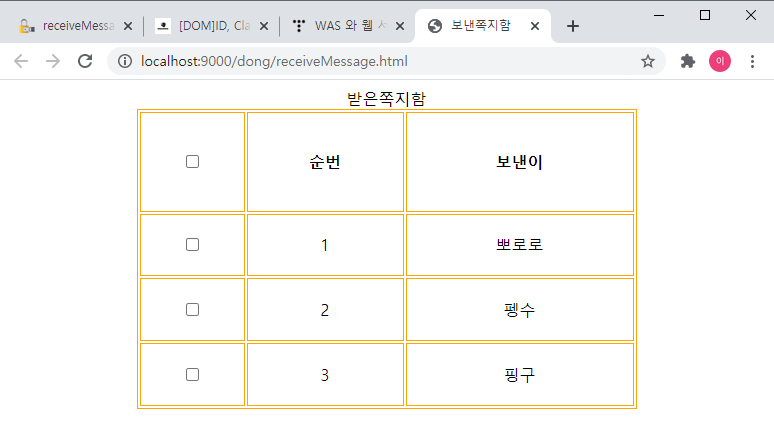 receiveMessa
[DOM]ID, Cla
WAS 와 웹 서
보낸쪽지함
localhost:9000/dong/receiveMessage.html
이
받은쪽지함
순번 보낸이
1 뽀로로
2 펭수
3 핑구